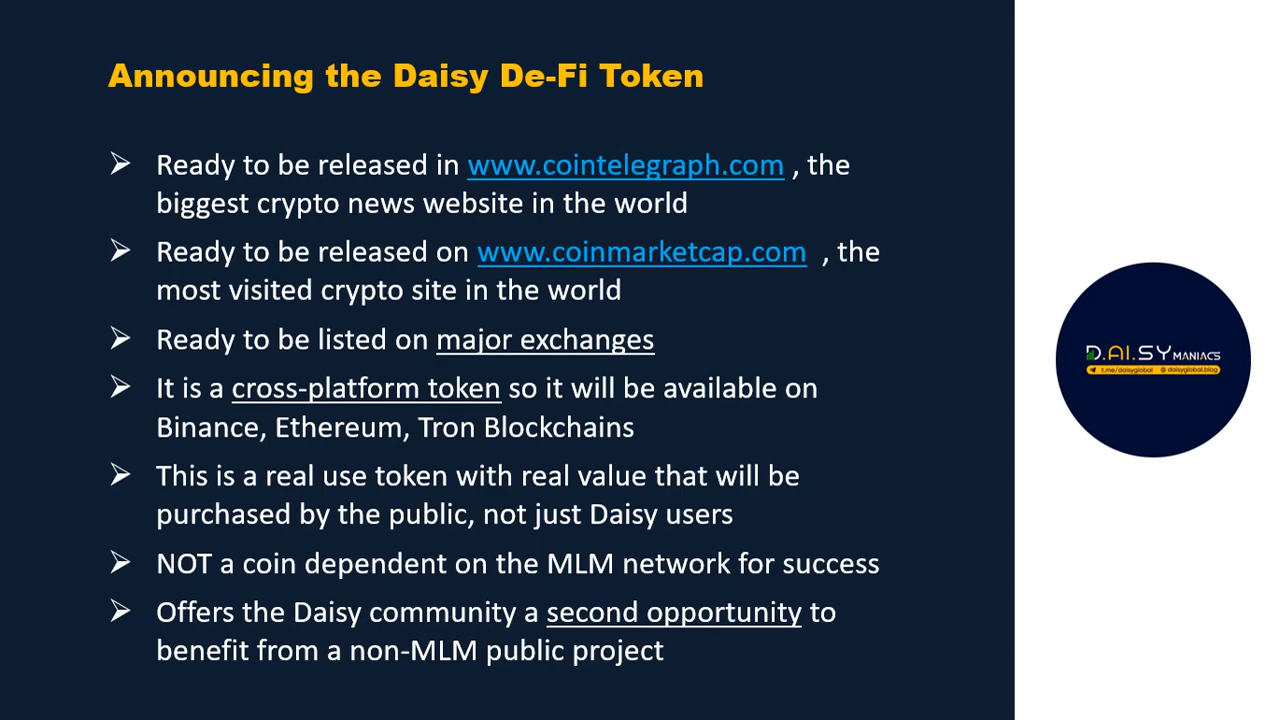 Announcing the Daisy De-Fi Token
➢ Ready to be released in www.cointelegraph.com , the
biggest crypto news website in the world
➢ Ready to be released on www.coinmarketcap.com , the
most visited crypto site in the world
➢ Ready to be listed on major exchanges
➢ It is a cross-platform token so it will be available on
Binance, Ethereum, Tron Blockchains
➢ This is a real use token with real value that will be
purchased by the public, not just Daisy users
➢ NOT a coin dependent on the MLM network for success
➢ Offers the Daisy community a second opportunity to
benefit from a non-MLM public project
D.AI.SY MANIACS
t.me/daisyglobal @ daisyglobal.blog